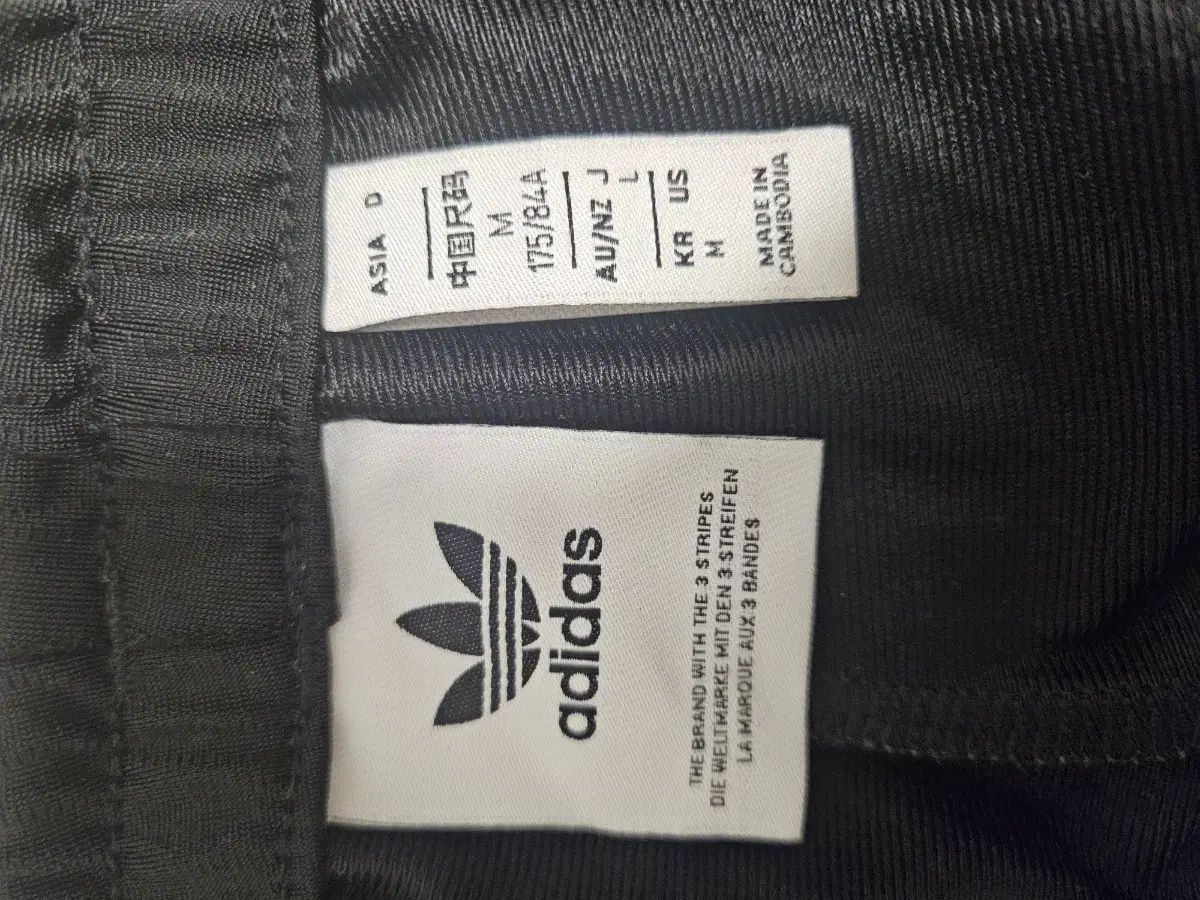 ASIA D
中国尺码
M
175/84A
AU/NZ J
L
KR US
M
MADE IN
CAMBODIA
adidas
THE BRAND WITH THE 3 STRIPES
DIE WELTMARKE MIT DEN 3 STREIFEN
LA MARQUE AUX 3 BANDES